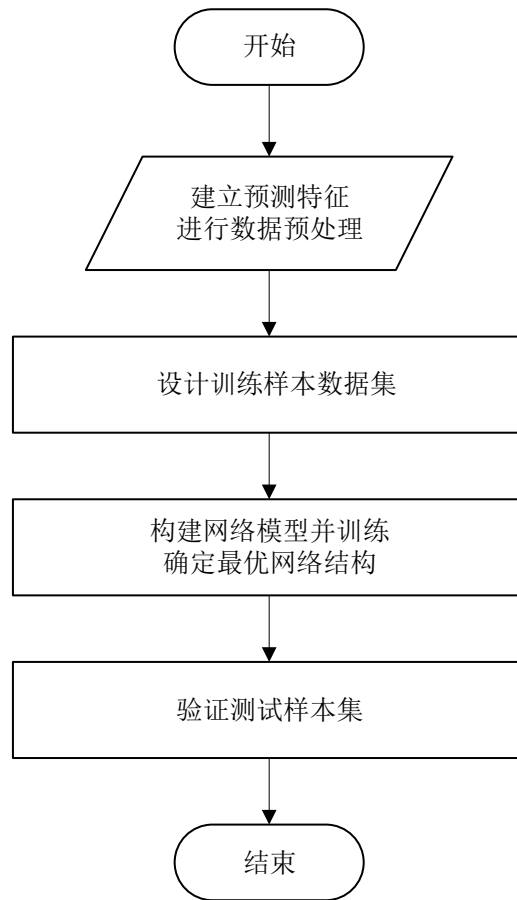 开始
建立预测特征
进行数据预处理
设计训练样本数据集
构建网络模型并训练
确定最优网络结构
验证测试样本集
结束